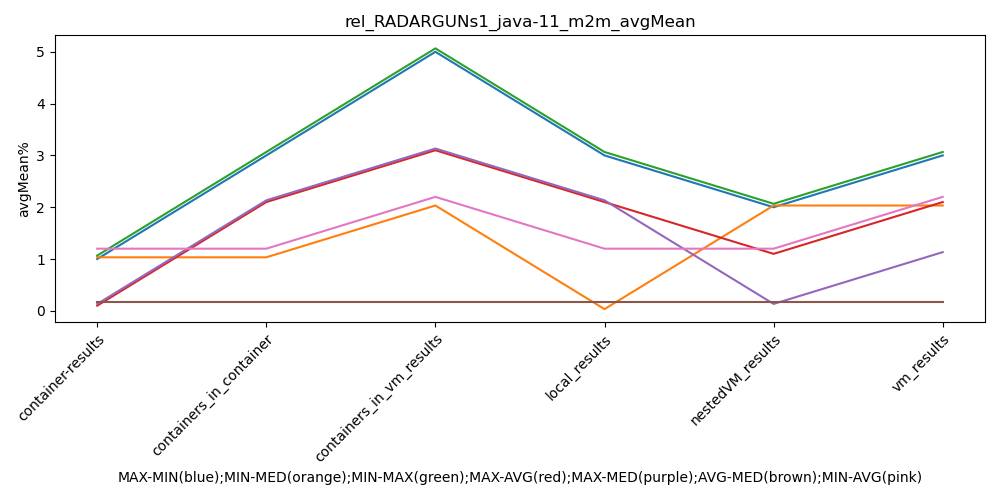 rel_RADARGUNs1_java-11_m2m_avgMean
avgMean%
5
4
3
2
1
0
container-results
containers_in_container
containers_in_vm_results
local_results
nestedVM_results
vm_results
MAX-MIN(blue);MIN-MED(orange);MIN-MAX(green);MAX-AVG(red);MAX-MED(purple);AVG-MED(brown);MIN-AVG(pink)